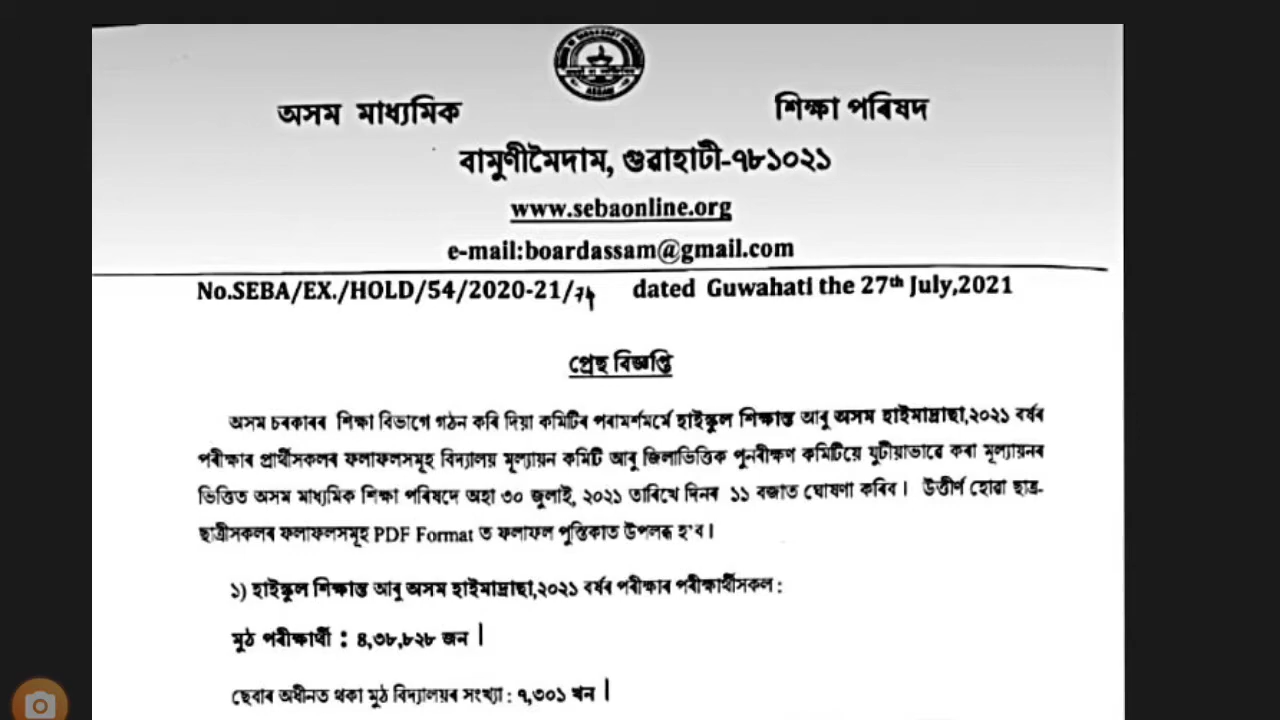 অসম মাধ্যমিক শিক্ষা পৰিষদ
বামুণীমৈদাম, গুৱাহাটী-৭৮১০২১
www.sebaonline.org
e-mail:boardassam@gmail.com
No.SEBA/EX./HOLD/54/2020-21/ dated Guwahati the 27th July,2021
প্ৰেছ বিজ্ঞপ্তি
অসম চৰকাৰৰ শিক্ষা বিভাগে গঠন কৰি দিয়া কমিটিৰ পৰামৰ্শমৰ্মে হাইস্কুল শিক্ষান্ত আৰু অসম হাইমাদ্ৰাছা,২০২১ বৰ্ষৰ
পৰীক্ষাৰ প্ৰাৰ্থীসকলৰ ফলাফলসমূহ বিদ্যালয় মূল্যায়ন কমিটি আৰু জিলাভিত্তিক পুনৰীক্ষণ কমিটিয়ে যুটীয়াভাৱে কৰা মূল্যায়নৰ
ভিত্তিত অসম মাধ্যমিক শিক্ষা পৰিষদে অহা ৩০ জুলাই, ২০২১ তাৰিখে দিনৰ ১১ বজাত ঘোষণা কৰিব। উত্তীৰ্ণ হোৱা ছাত্ৰ-
ছাত্ৰীসকলৰ ফলাফলসমূহ PDF Format ত ফলাফল পুস্তিকাত উপলব্ধ হ'ব।
১) হাইস্কুল শিক্ষান্ত আৰু অসম হাইমাদ্ৰাছা,২০২১ বৰ্ষৰ পৰীক্ষাৰ পৰীক্ষাৰ্থীসকল :
মুঠ পৰীক্ষাৰ্থী : ৪,৩৮,৮২৮ জন |
ছেবাৰ অধীনত থকা মুঠ বিদ্যালয়ৰ সংখ্যা : ৭,৩০১ খন |